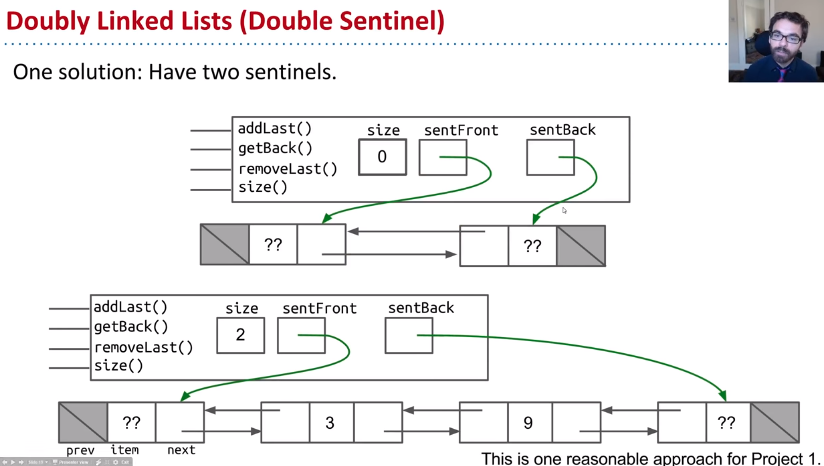 Doubly Linked Lists (Double Sentinel)
One solution: Have two sentinels.
addLast()
getBack()
removeLast()
size()
size
sentFront
sentBack
0
??
??
addLast()
getBack()
removeLast()
size()
size
sentFront
sentBack
2
??
3
9
??
prev item next
This is one reasonable approach for Project 1.